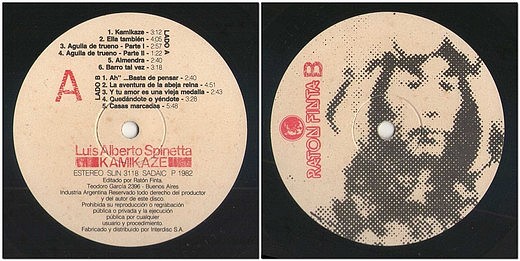 1. Kamikaze - 3:12
2. Ella también - 4:05
3. Aguila de trueno - Parte I - 2:57
4. Aguila de trueno - Parte II - 2:40
5. Almendra - 2:40
6. Barro tal vez - 3:18
LADO A
A
LADO B
1. Ah" ...Basta de pensar - 2:40
2. La aventura de la abeja reina - 4:51
3. Y tu amor es una vieja medalla - 2:43
4. Quedándote o yéndote - 3:28
5. Casas marcadas - 5:48
Luis Alberto Spinetta
KAMIKAZE
ESTEREO SLIN 3118 SADAIC P 1982
Editado por Ratón Finta.
Teodoro García 2396 - Buenos Aires
Industria Argentina Reservado todo derecho del productor
y del autor de este disco.
Prohibida su reproducción o regrabación
pública o privada y la ejecución
pública por cualquier
usuario y procedimiento.
Fabricado y distribuido por Interdisc S.A.
RATON FINTA B